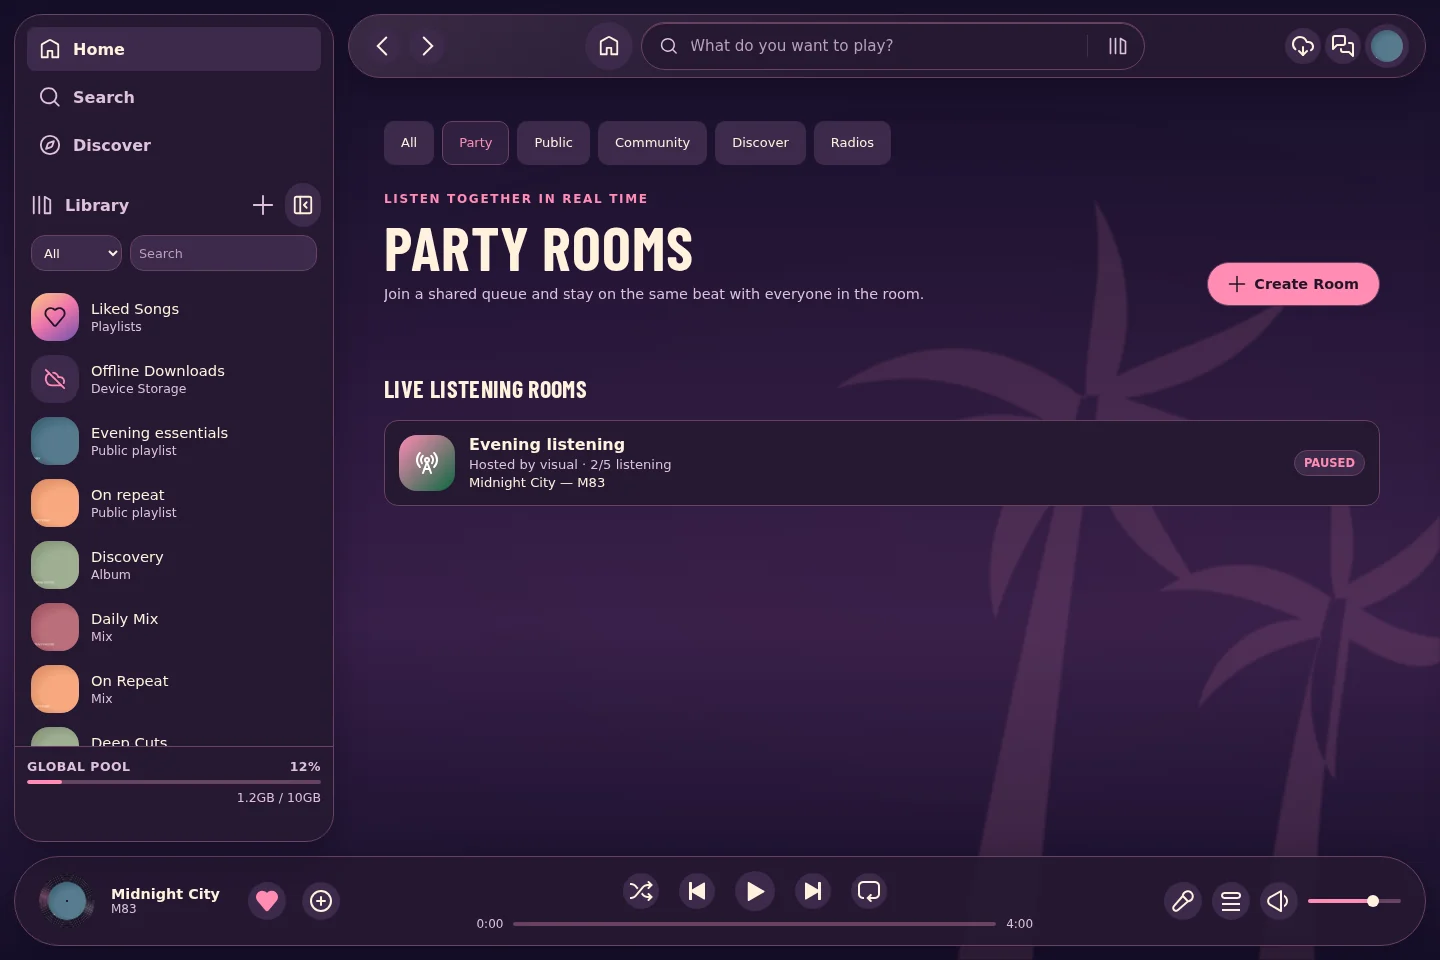 Home
Search
Discover
Library
All
Search
Liked Songs
Playlists
Offline Downloads
Device Storage
Evening essentials
Public playlist
On repeat
Public playlist
Discovery
Album
Daily Mix
Mix
On Repeat
Mix
Deep Cuts
GLOBAL POOL 12%
1.2GB / 10GB
What do you want to play?
All Party Public Community Discover Radios
LISTEN TOGETHER IN REAL TIME
PARTY ROOMS
Join a shared queue and stay on the same beat with everyone in the room.
Create Room
LIVE LISTENING ROOMS
Evening listening
Hosted by visual · 2/5 listening
Midnight City — M83
PAUSED
Midnight City
M83
0:00 4:00